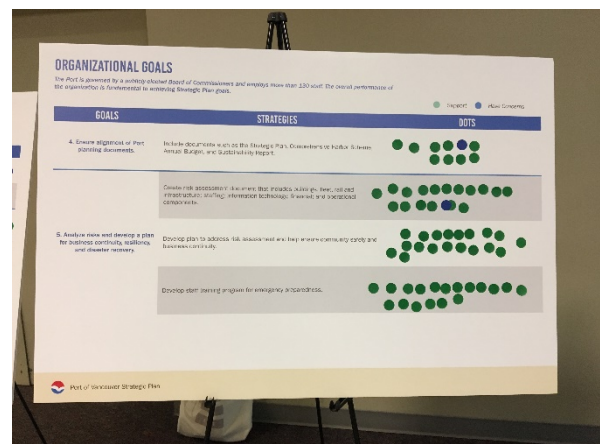 ORGANIZATIONAL GOALS
The Port is governed by a publicly elected Board of Commissioners and employs more than 120 staff. The overall performance of
the organization is fundamental to achieving Strategic Plan goals.
Support
Have Concerns
GOALS
STRATEGIES
DOTS
4. Ensure alignment of Port
planning documents.
Include documents such as the Strategic Plan, Comprehensive Harbor Scheme,
Annual Budget, and Sustainability Report.
Create risk assessment document that includes buildings, fleet, rail and
infrastructure; staffing; information technology; financial; and operational
components.
5. Analyze risks and develop a plan
for business continuity, resiliency,
and disaster recovery.
Develop plan to address risk assessment and help ensure community safety and
business continuity.
Develop staff training program for emergency preparedness.
Port of Vancouver Strategic Plan